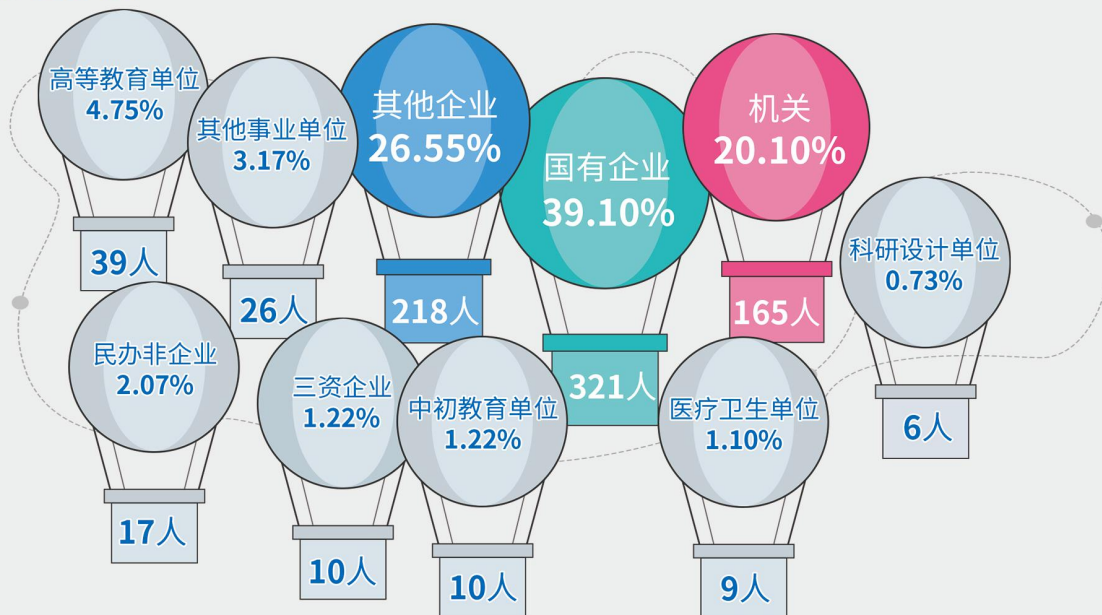 高等教育单位
4.75%
39人
其他事业单位
3.17%
26人
其他企业
26.55%
218人
国有企业
39.10%
321人
机关
20.10%
165人
科研设计单位
0.73%
6人
民办非企业
2.07%
17人
三资企业
1.22%
10人
中初教育单位
1.22%
10人
医疗卫生单位
1.10%
9人